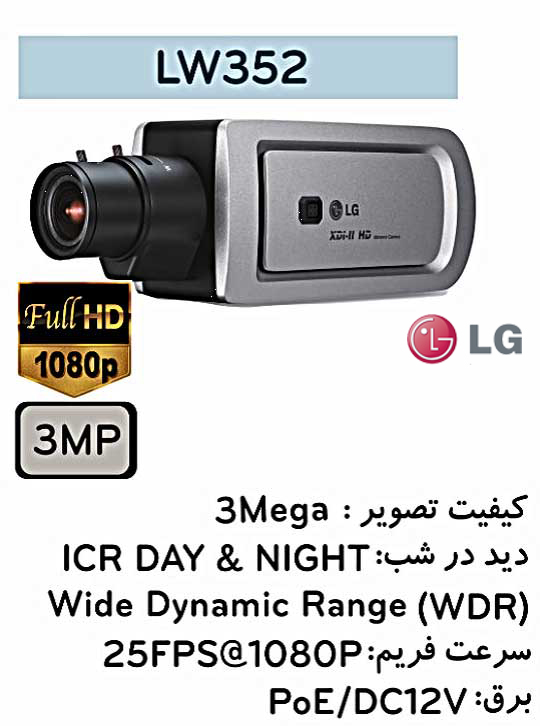 LW352
LG
XDI-II HD
Full HD
1080p
LG
3MP
کیفیت تصویر : 3Mega
دید در شب: ICR DAY & NIGHT
Wide Dynamic Range (WDR)
سرعت فریم: 25FPS@1080P
برق: PoE/DC12V